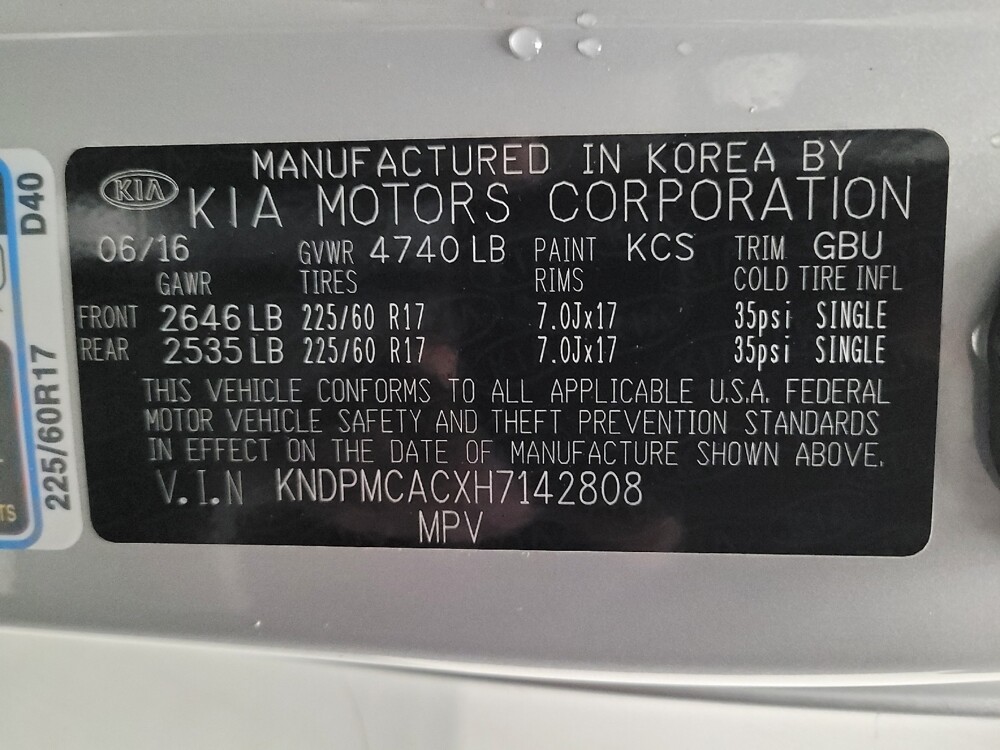 KIA
MANUFACTURED IN KOREA BY
KIA MOTORS CORPORATION
06/16 GVWR 4740 LB PAINT KCS TRIM GBU
GAWR TIRES RIMS COLD TIRE INFL
FRONT 2646 LB 225/60 R17 7.0Jx17 35psi SINGLE
REAR 2535 LB 225/60 R17 7.0Jx17 35psi SINGLE
THIS VEHICLE CONFORMS TO ALL APPLICABLE U.S.A. FEDERAL
MOTOR VEHICLE SAFETY AND THEFT PREVENTION STANDARDS
IN EFFECT ON THE DATE OF MANUFACTURE SHOWN ABOVE.
V.I.N KNDPMCACXH7142808
MPV
225/60R17 D40